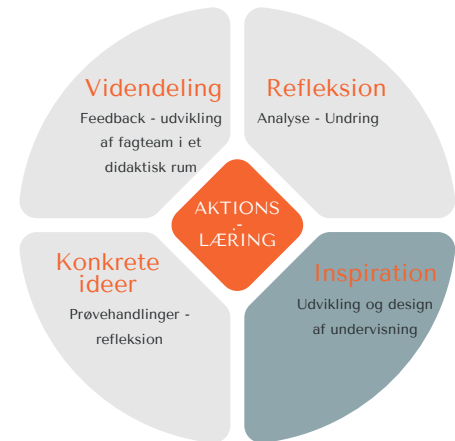 Videndeling
Feedback - udvikling
af fagteam i et
didaktisk rum
Refleksion
Analyse - Undring
AKTIONS
.-
LÆRING
Konkrete
ideer
Prøvehandlinger -
refleksion
Inspiration
Udvikling og design
af undervisning